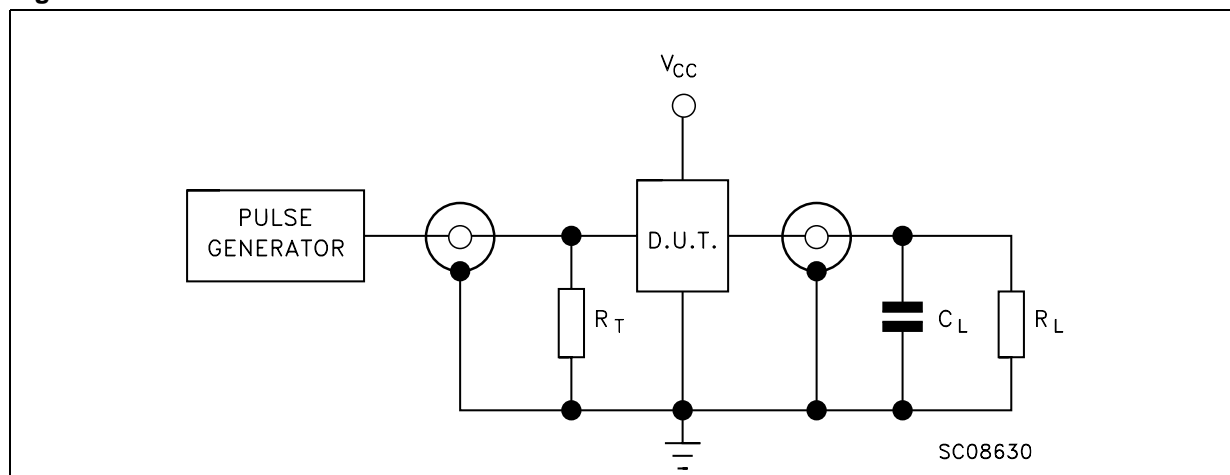 V_CC
PULSE
GENERATOR
D.U.T.
R_T
C_L
R_L
SC08630